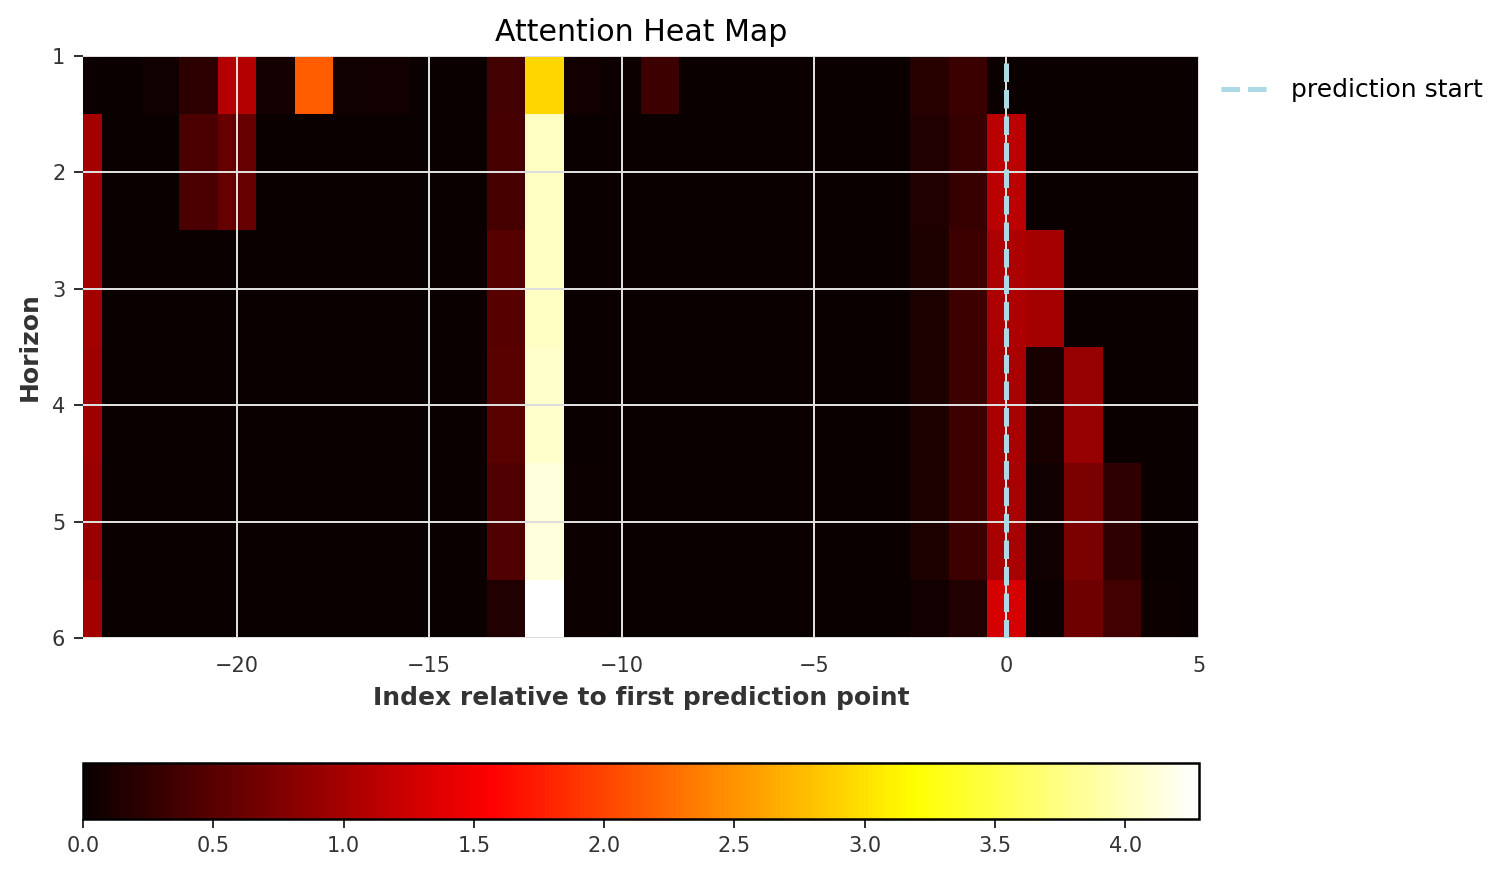 Attention Heat Map
prediction start
Horizon
1
2
3
4
5
6
−20 −15 −10 −5 0 5
Index relative to first prediction point
0.0 0.5 1.0 1.5 2.0 2.5 3.0 3.5 4.0